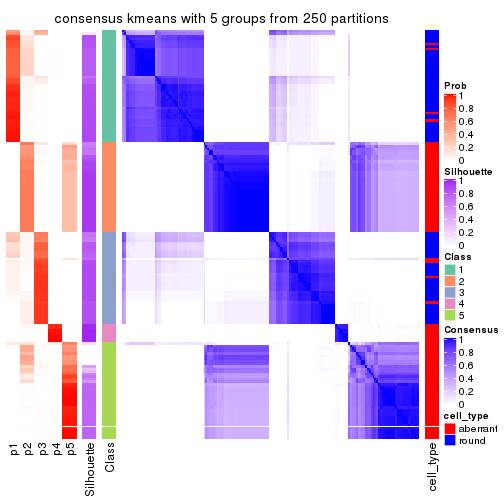 consensus kmeans with 5 groups from 250 partitions
Prob
1
0.8
0.6
0.4
0.2
0
Silhouette
1
0.8
0.6
0.4
0.2
0
Class
1
2
3
4
5
Consensus
1
0.8
0.6
0.4
0.2
0
cell_type
aberrant
round
p1
p2
p3
p4
p5
Silhouette
Class
cell_type